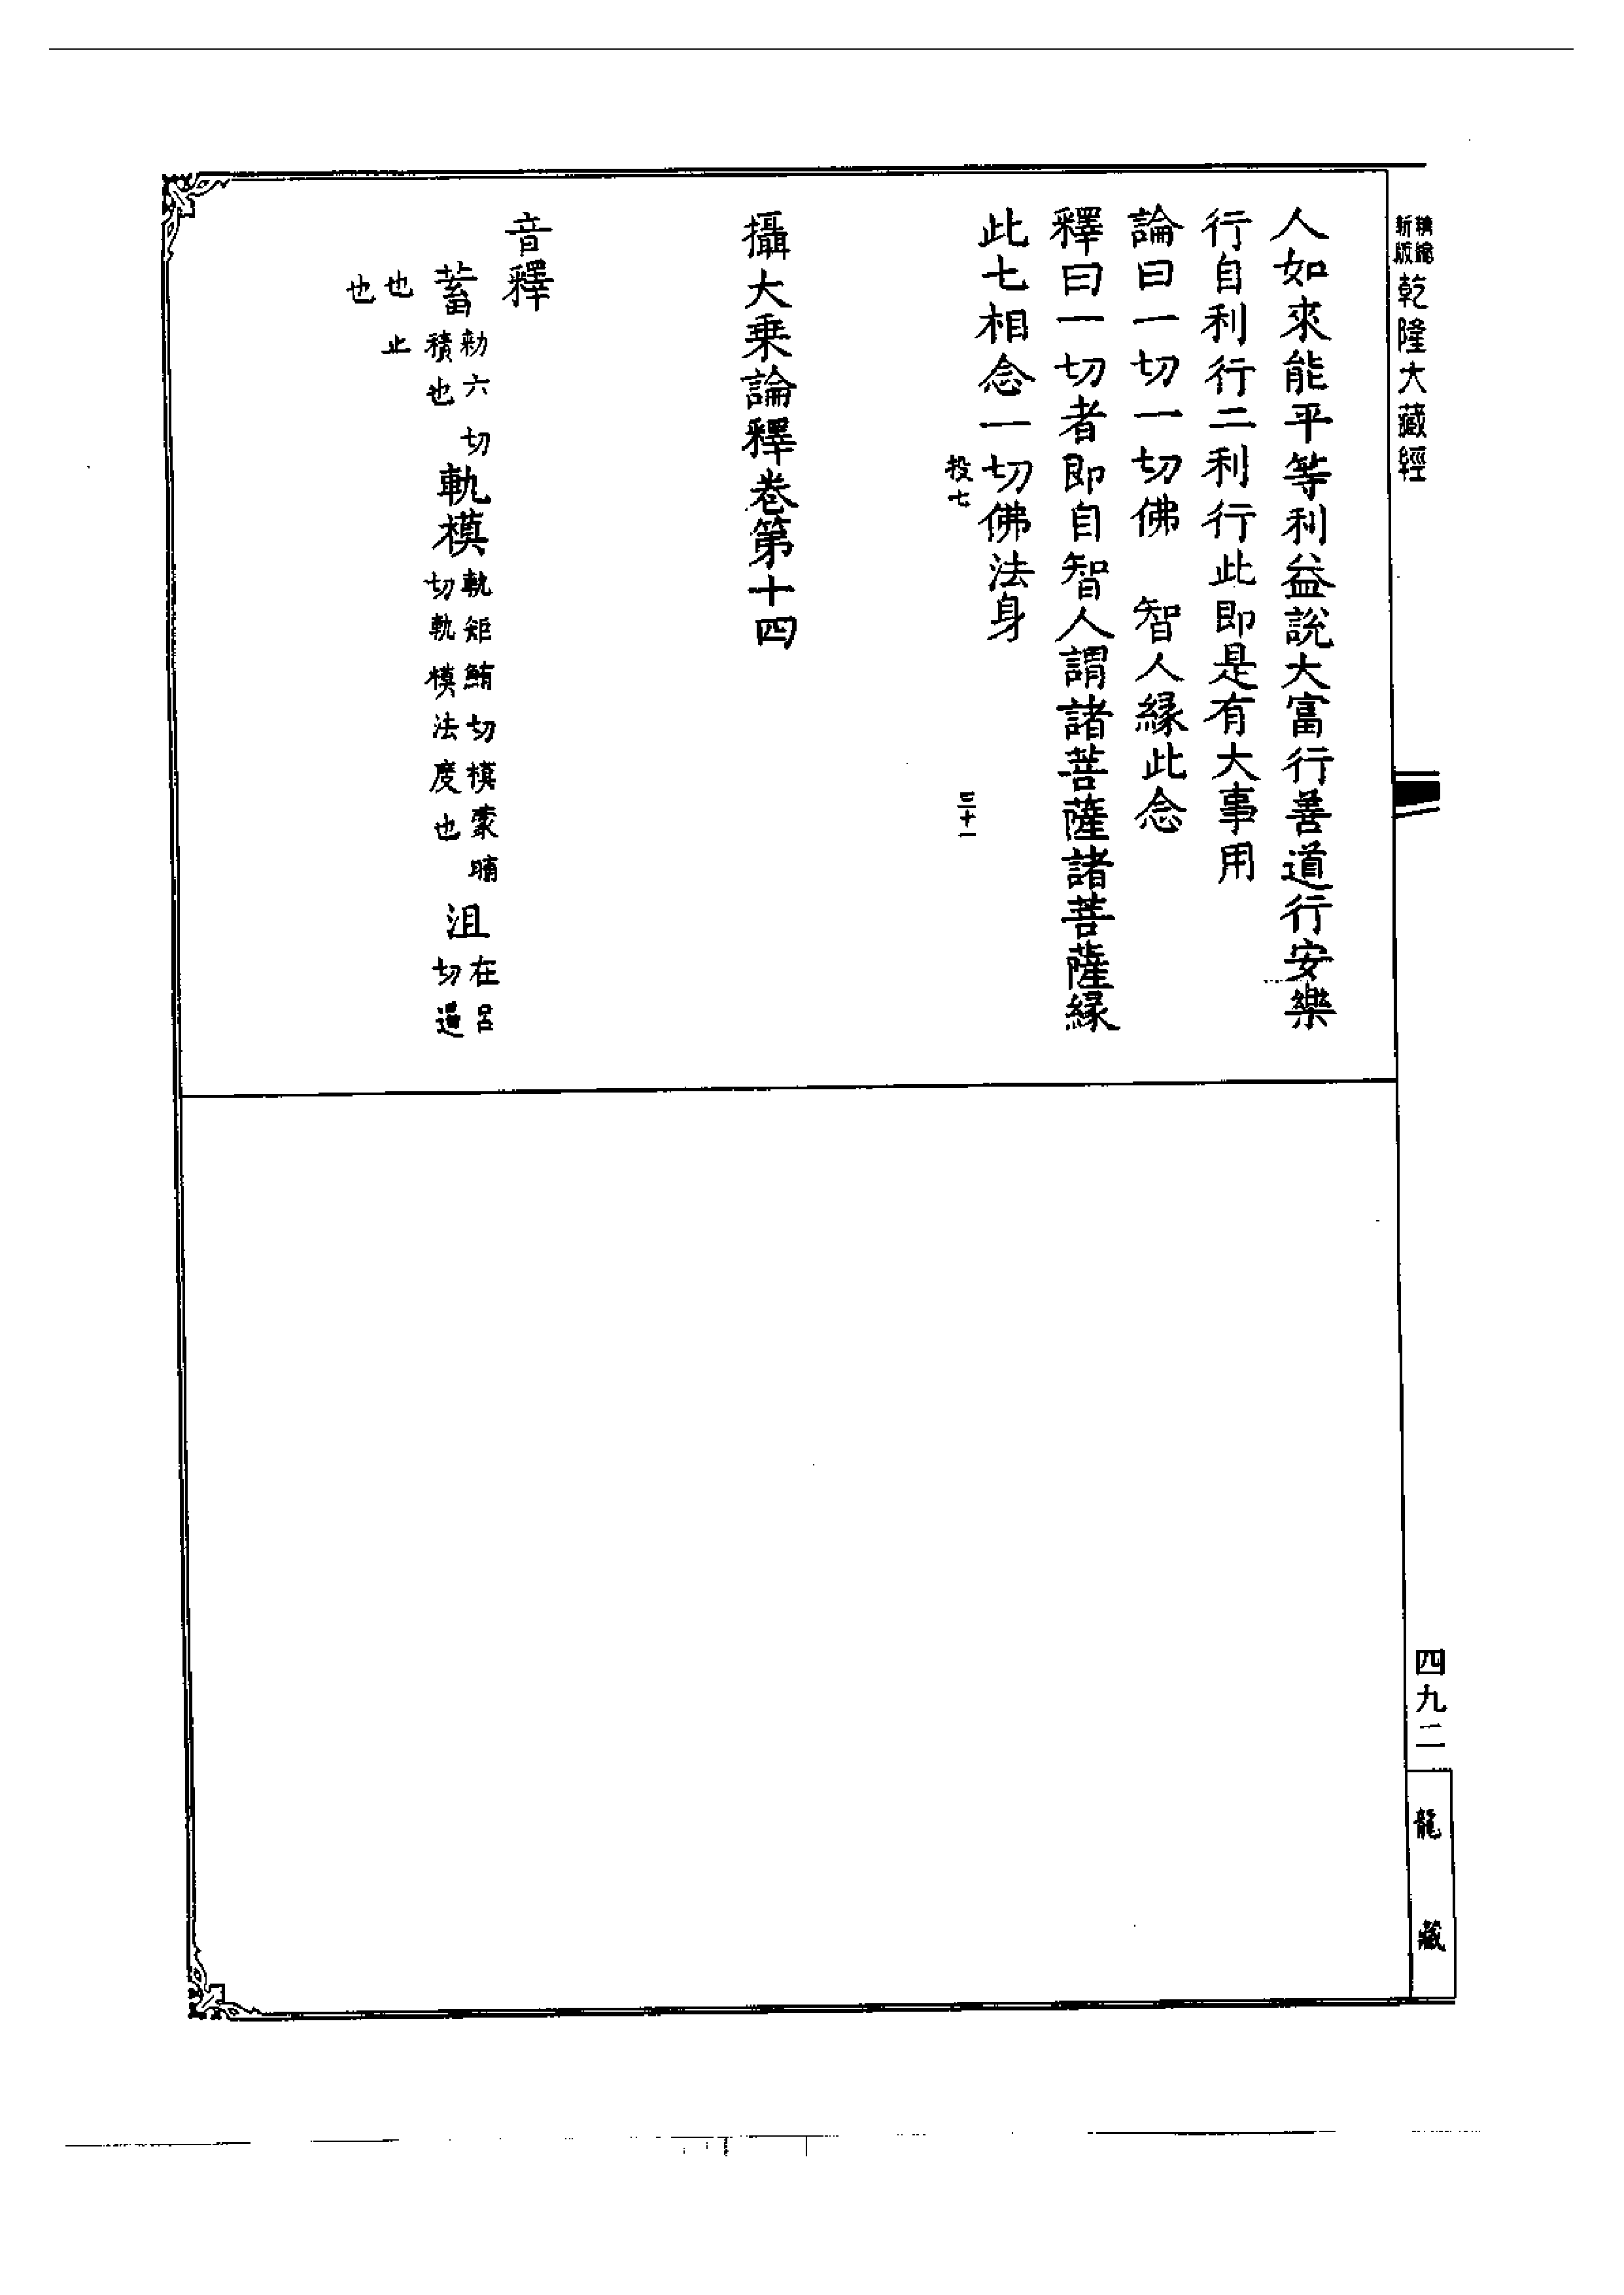 精縮新版 乾隆大藏經
人如來能平等利益說大富行善道行安樂
行自利行二利行此即是有大事用
論曰一切一切佛 智人緣此念
釋曰一切者即自智人謂諸菩薩諸菩薩緣
此七相念一切佛法身
投七 三十一
攝大乗論釋卷第十四
音釋
蓄 勑六切積也 軌模 軌矩鮪切模蒙晡切軌模法度也 沮 在呂切遏
也 止
也
四九二
龍藏